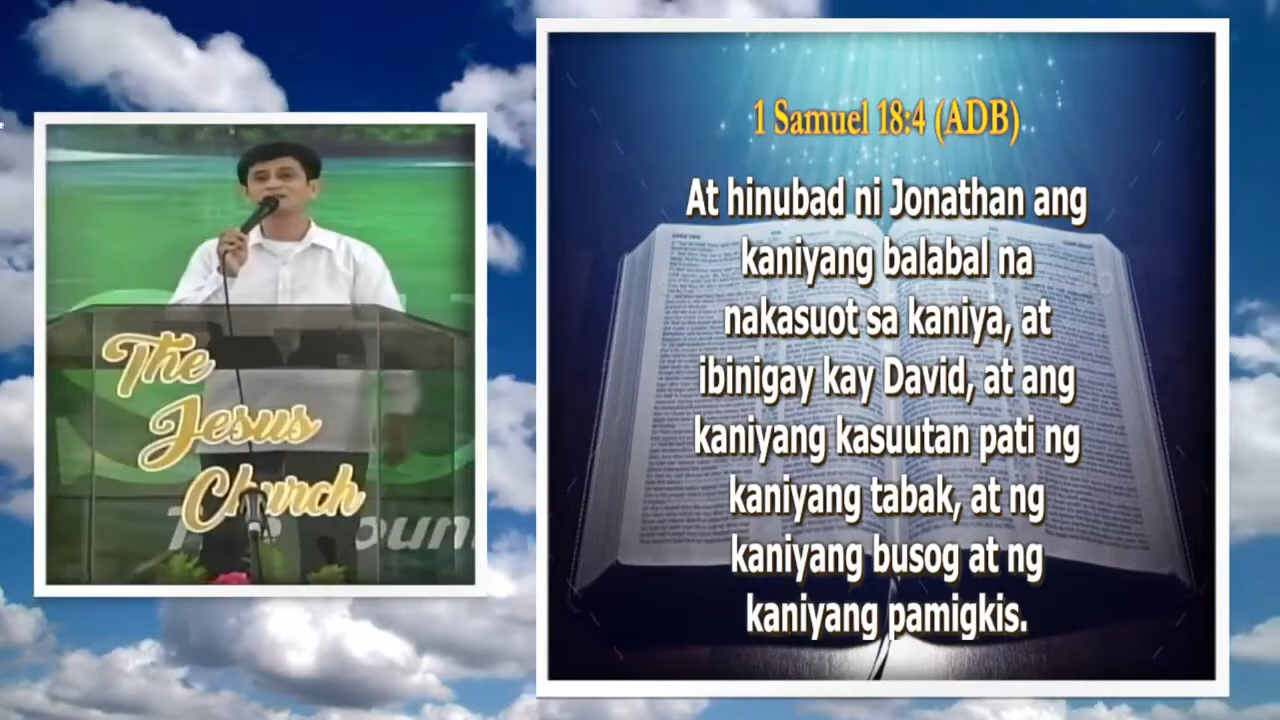 The
Jesus
Church
1 Samuel 18:4 (ADB)
At hinubad ni Jonathan ang
kaniyang balabal na
nakasuot sa kaniya, at
ibinigay kay David, at ang
kaniyang kasuutan pati ng
kaniyang tabak, at ng
kaniyang busog at ng
kaniyang pamigkis.